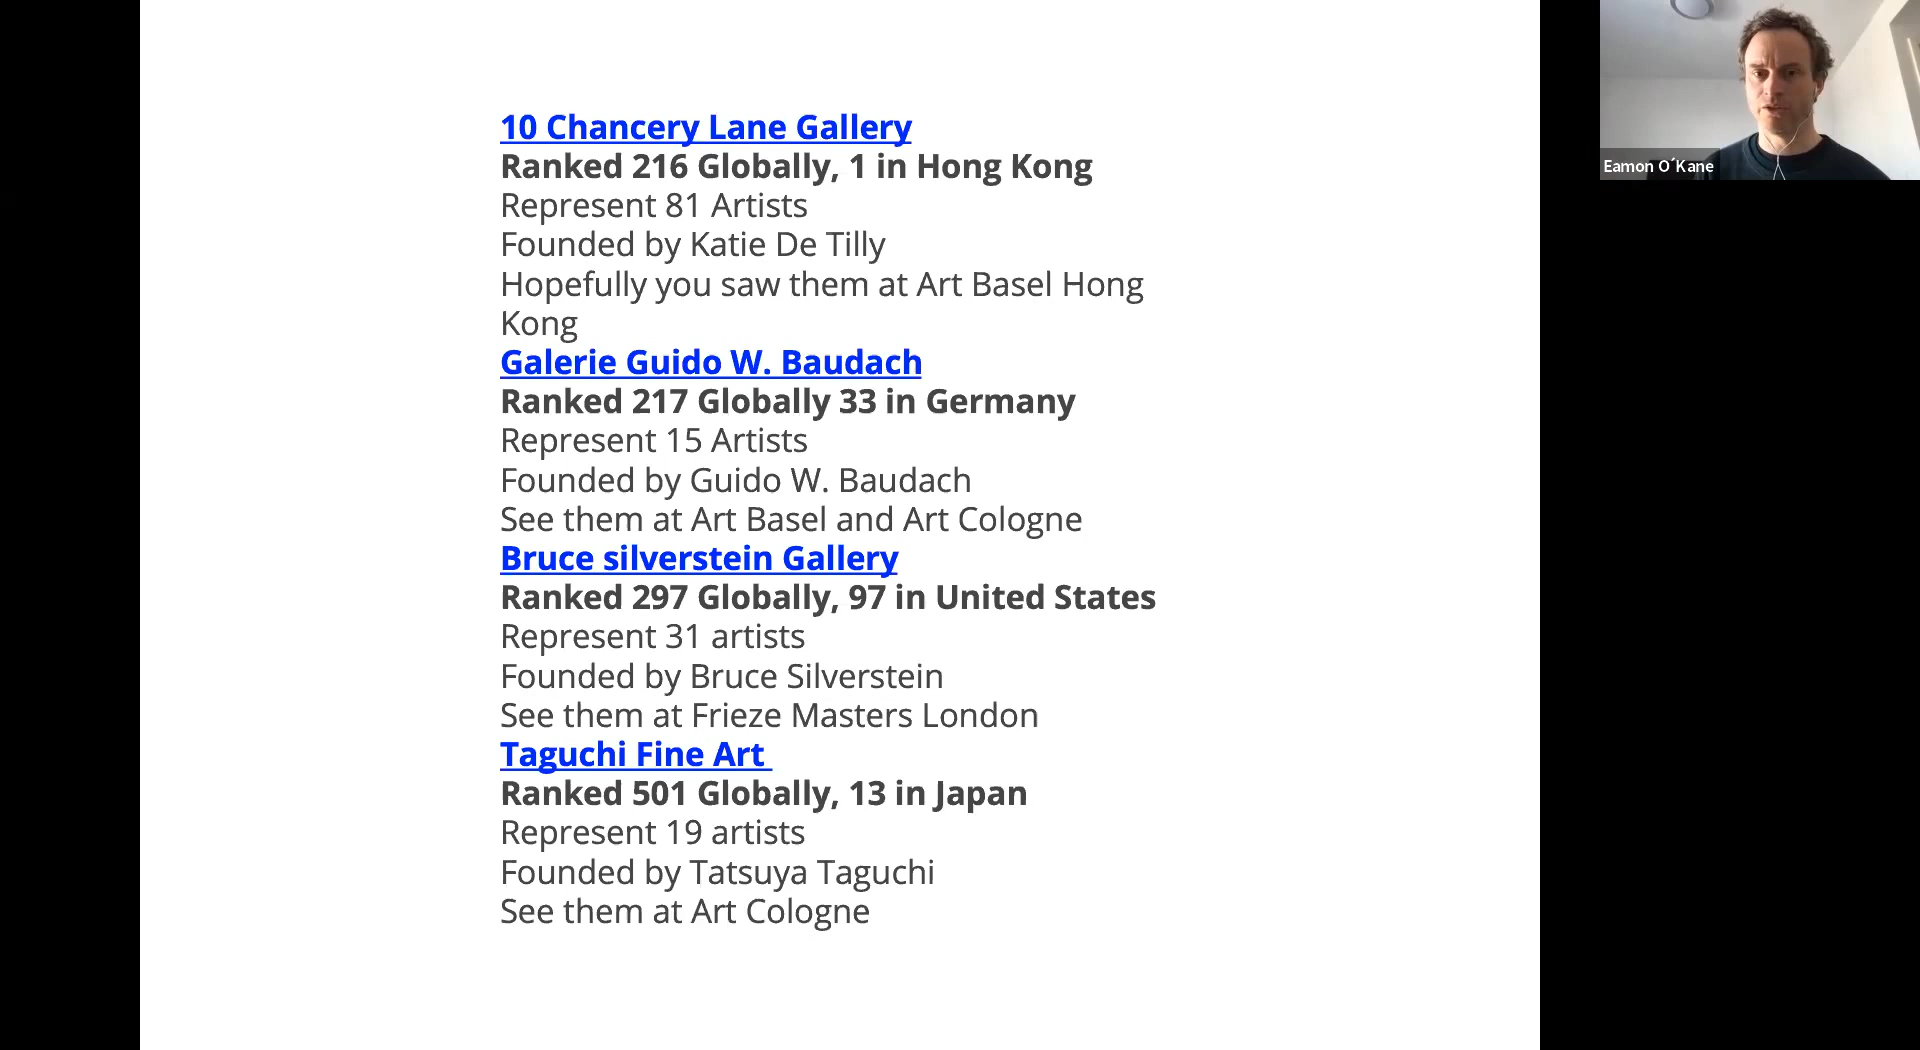 10 Chancery Lane Gallery
Ranked 216 Globally, 1 in Hong Kong
Represent 81 Artists
Founded by Katie De Tilly
Hopefully you saw them at Art Basel Hong
Kong
Galerie Guido W. Baudach
Ranked 217 Globally 33 in Germany
Represent 15 Artists
Founded by Guido W. Baudach
See them at Art Basel and Art Cologne
Bruce silverstein Gallery
Ranked 297 Globally, 97 in United States
Represent 31 artists
Founded by Bruce Silverstein
See them at Frieze Masters London
Taguchi Fine Art
Ranked 501 Globally, 13 in Japan
Represent 19 artists
Founded by Tatsuya Taguchi
See them at Art Cologne
Eamon O´Kane